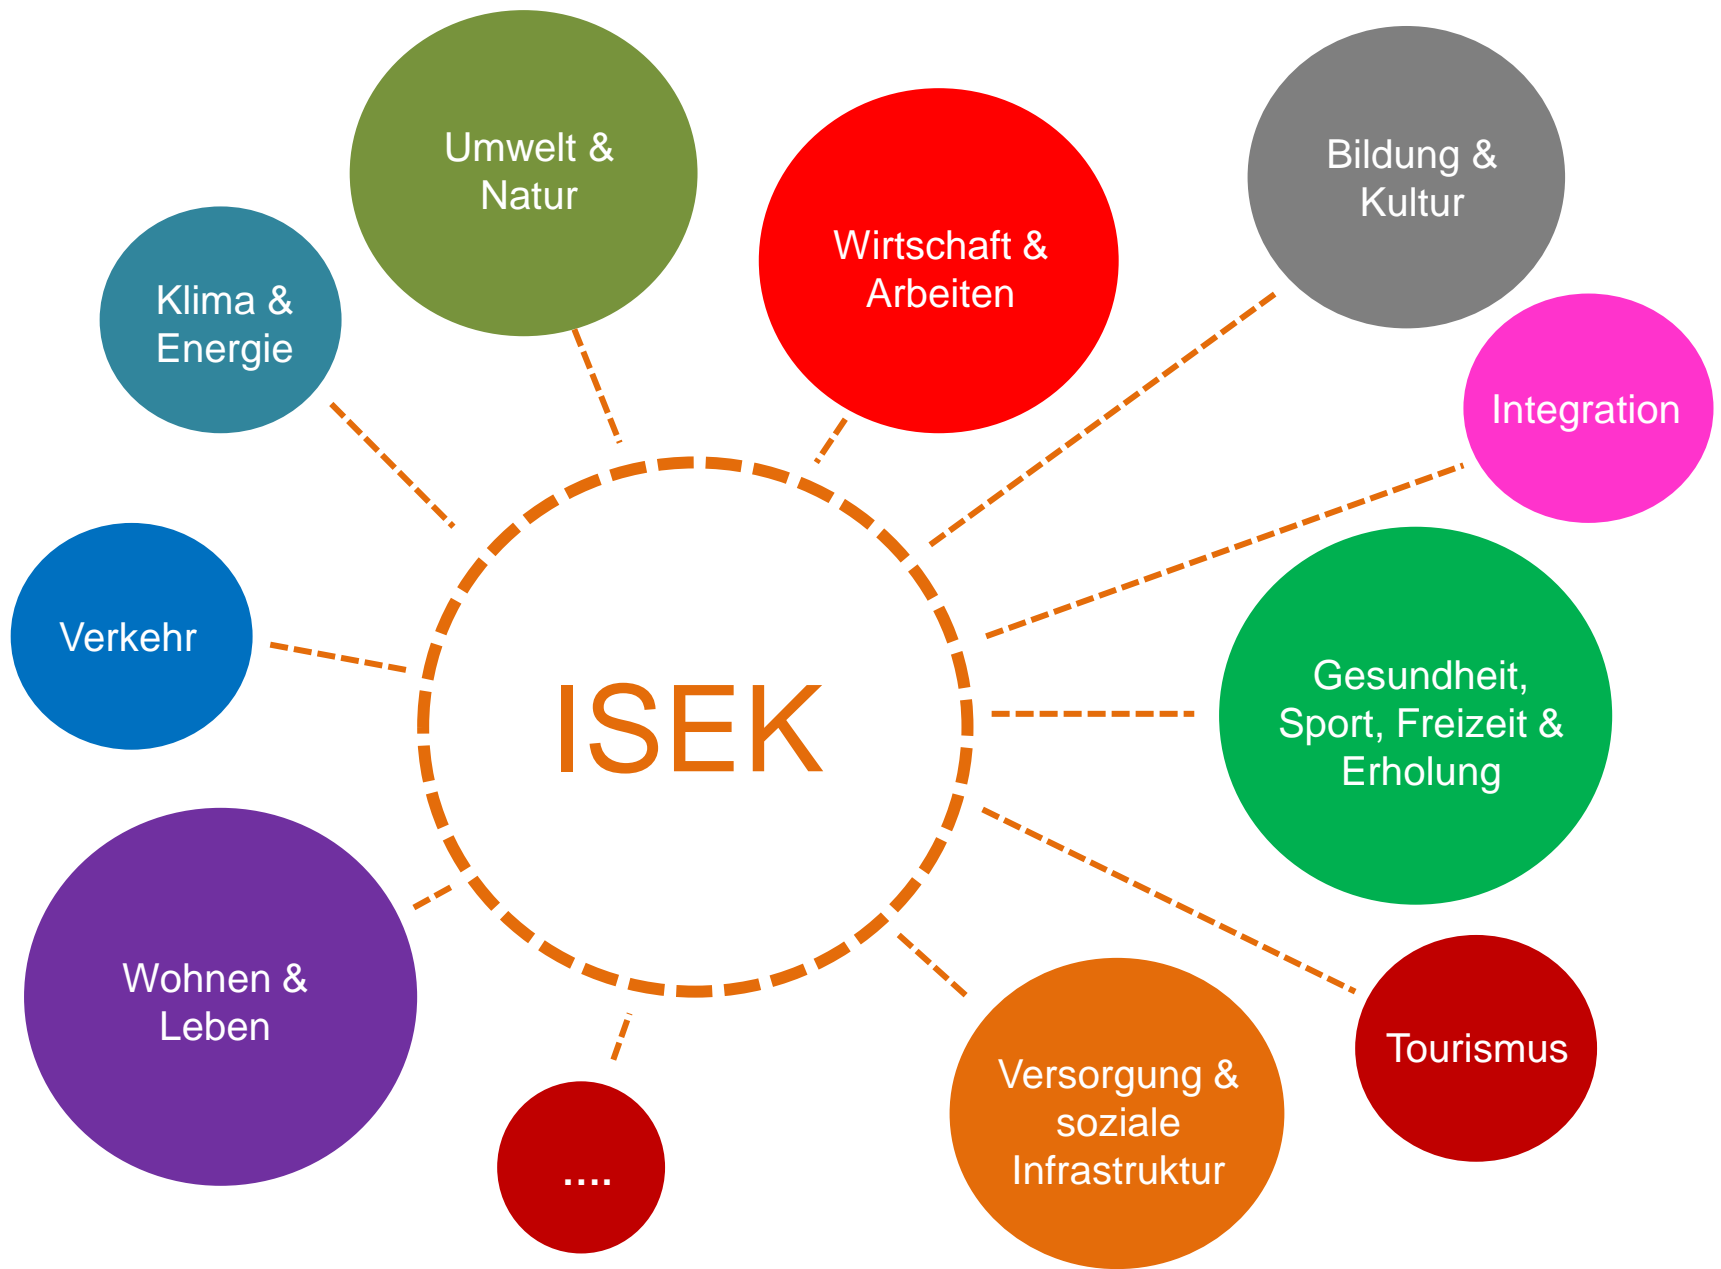 Umwelt &
Natur
Wirtschaft &
Arbeiten
Bildung &
Kultur
Klima &
Energie
Integration
Verkehr
ISEK
Gesundheit,
Sport, Freizeit &
Erholung
Wohnen &
Leben
....
Versorgung &
soziale
Infrastruktur
Tourismus